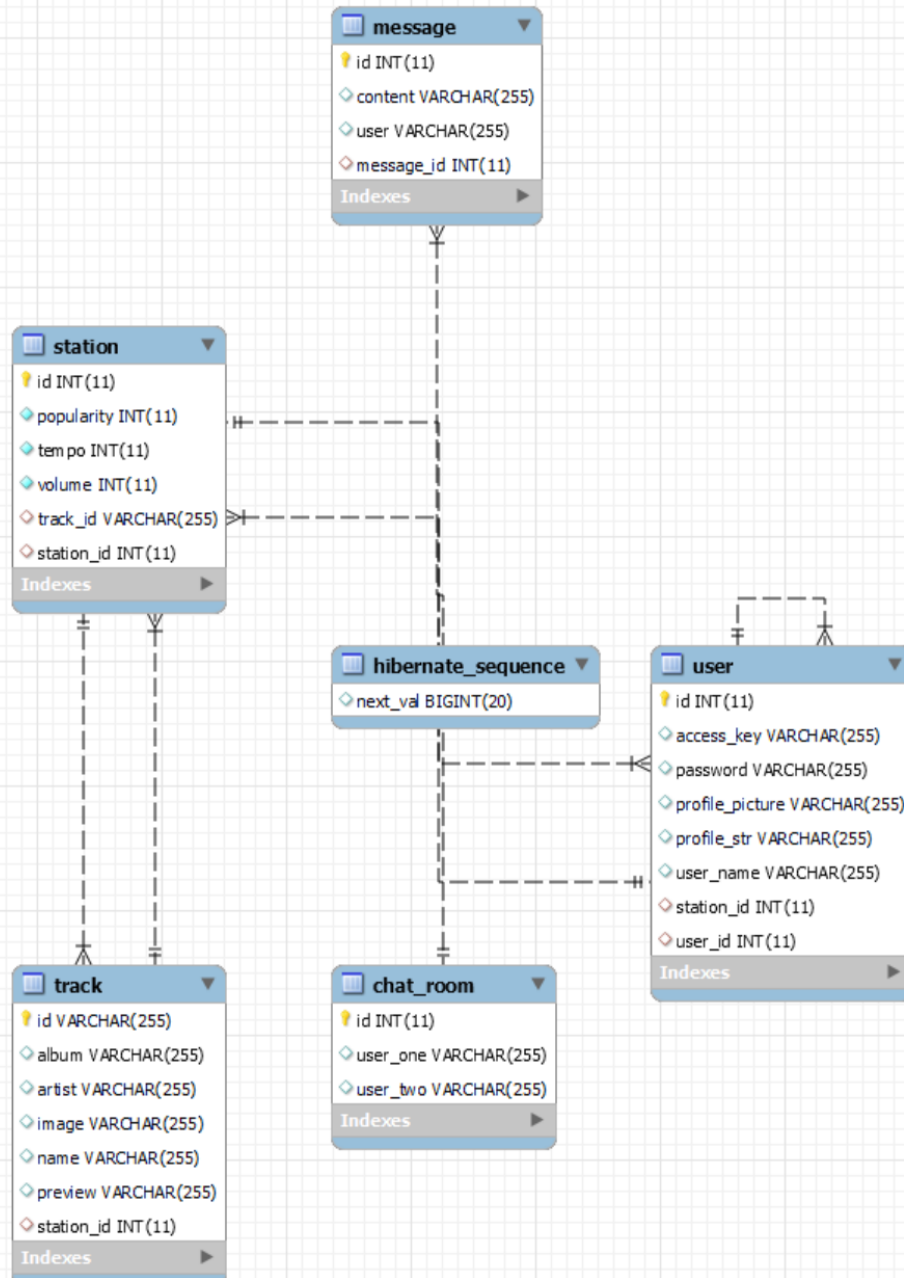 message
id INT(11)
content VARCHAR(255)
user VARCHAR(255)
message_id INT(11)
Indexes
station
id INT(11)
popularity INT(11)
tempo INT(11)
volume INT(11)
track_id VARCHAR(255)
station_id INT(11)
Indexes
hibernate_sequence
next_val BIGINT(20)
user
id INT(11)
access_key VARCHAR(255)
password VARCHAR(255)
profile_picture VARCHAR(255)
profile_str VARCHAR(255)
user_name VARCHAR(255)
station_id INT(11)
user_id INT(11)
Indexes
track
id VARCHAR(255)
album VARCHAR(255)
artist VARCHAR(255)
image VARCHAR(255)
name VARCHAR(255)
preview VARCHAR(255)
station_id INT(11)
Indexes
chat_room
id INT(11)
user_one VARCHAR(255)
user_two VARCHAR(255)
Indexes